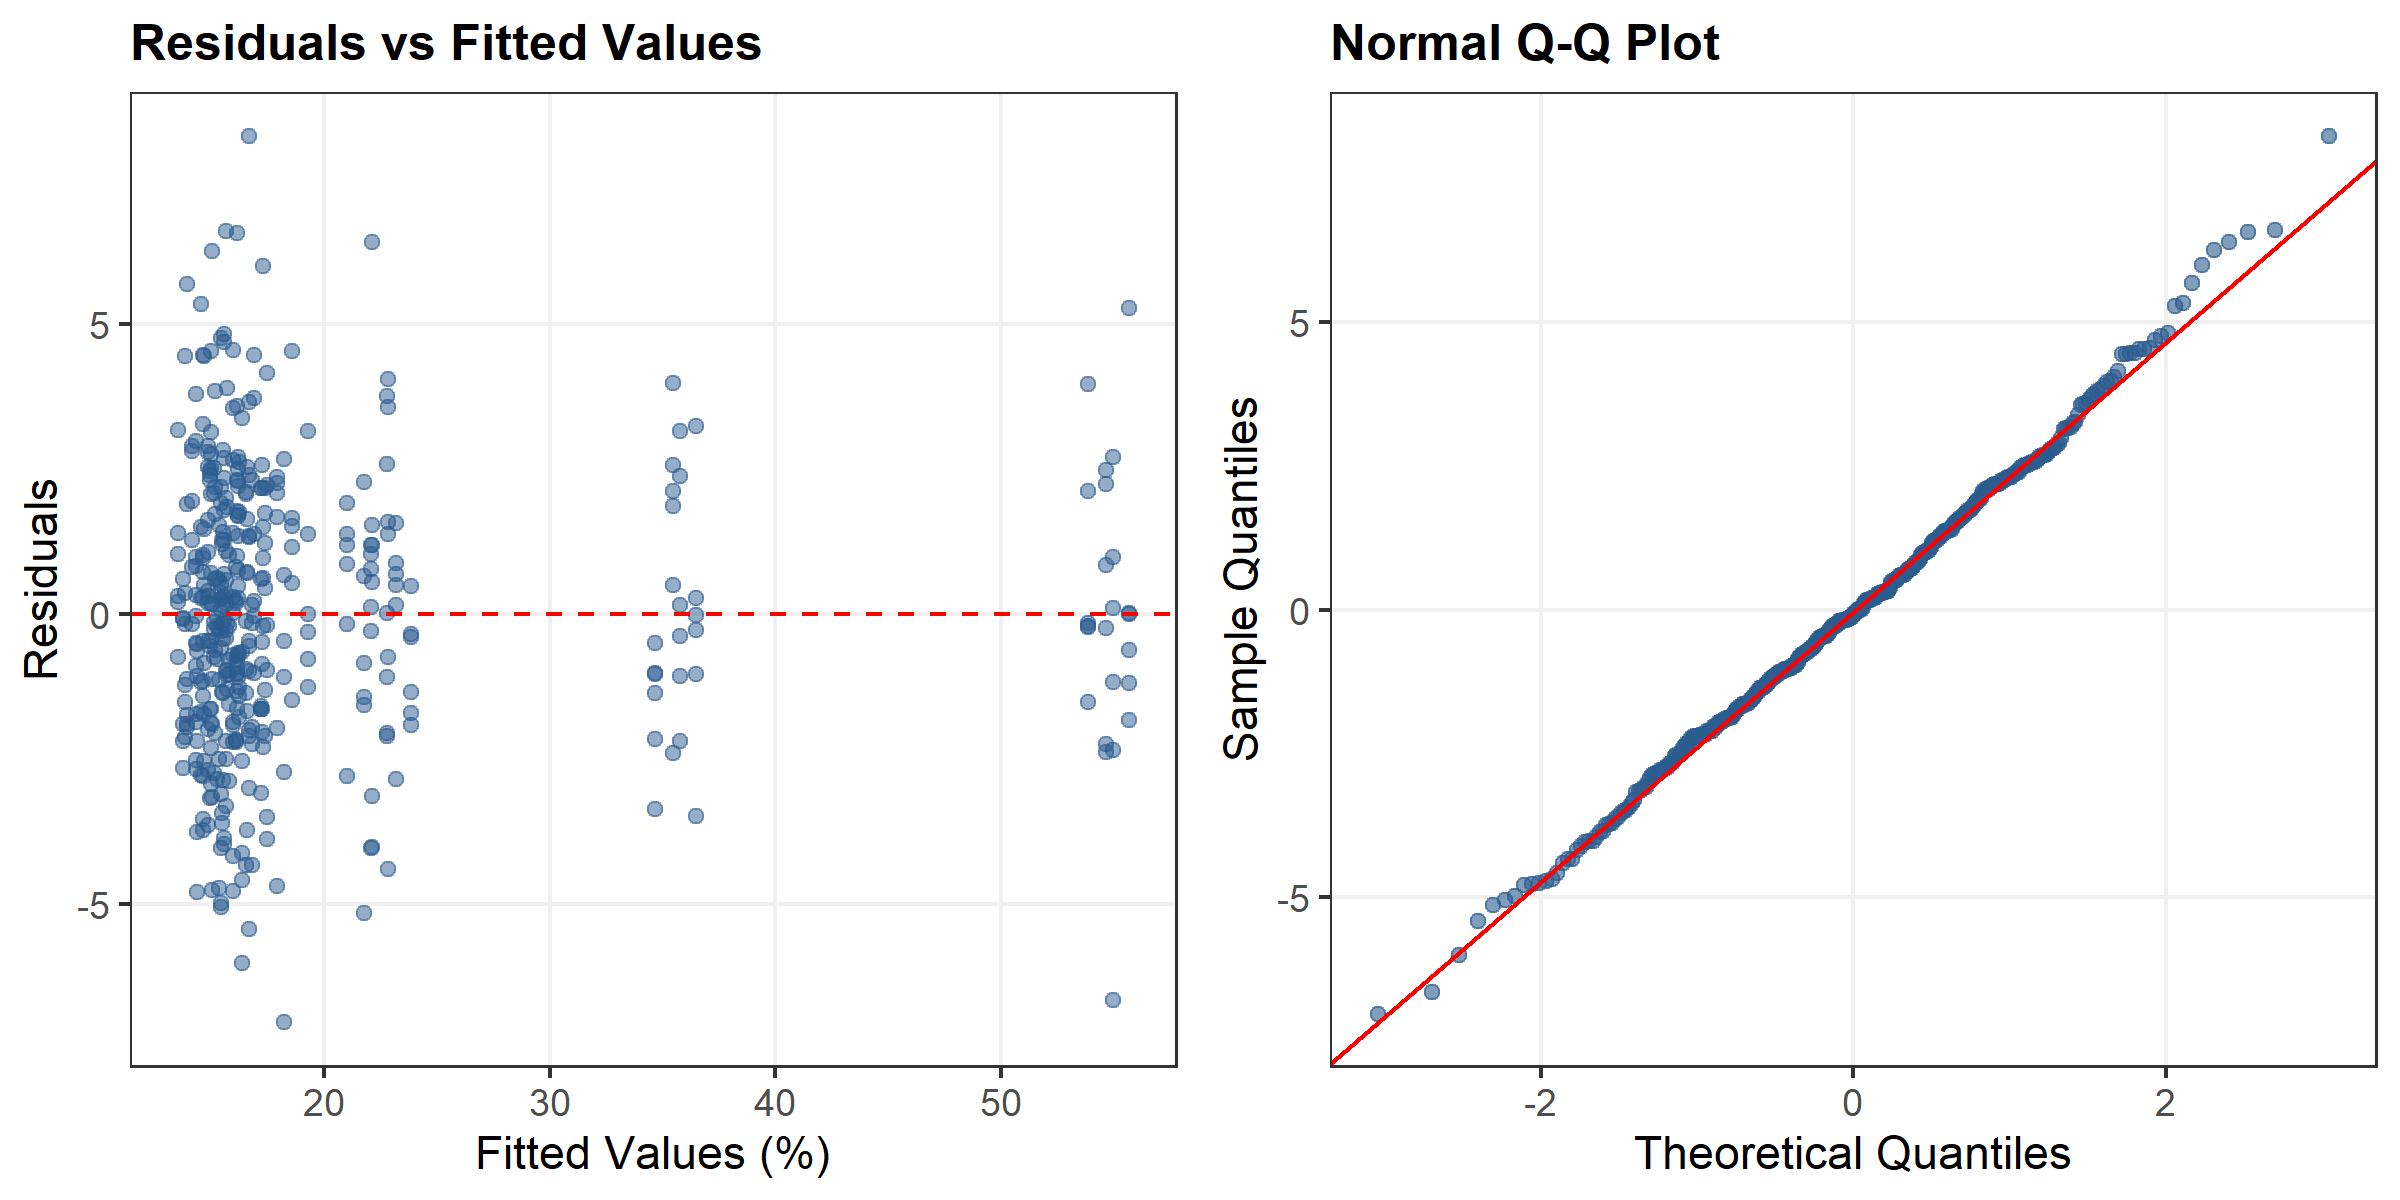 Residuals vs Fitted Values
Residuals
5
0
-5
20 30 40 50
Fitted Values (%)
Normal Q-Q Plot
Sample Quantiles
5
0
-5
-2 0 2
Theoretical Quantiles